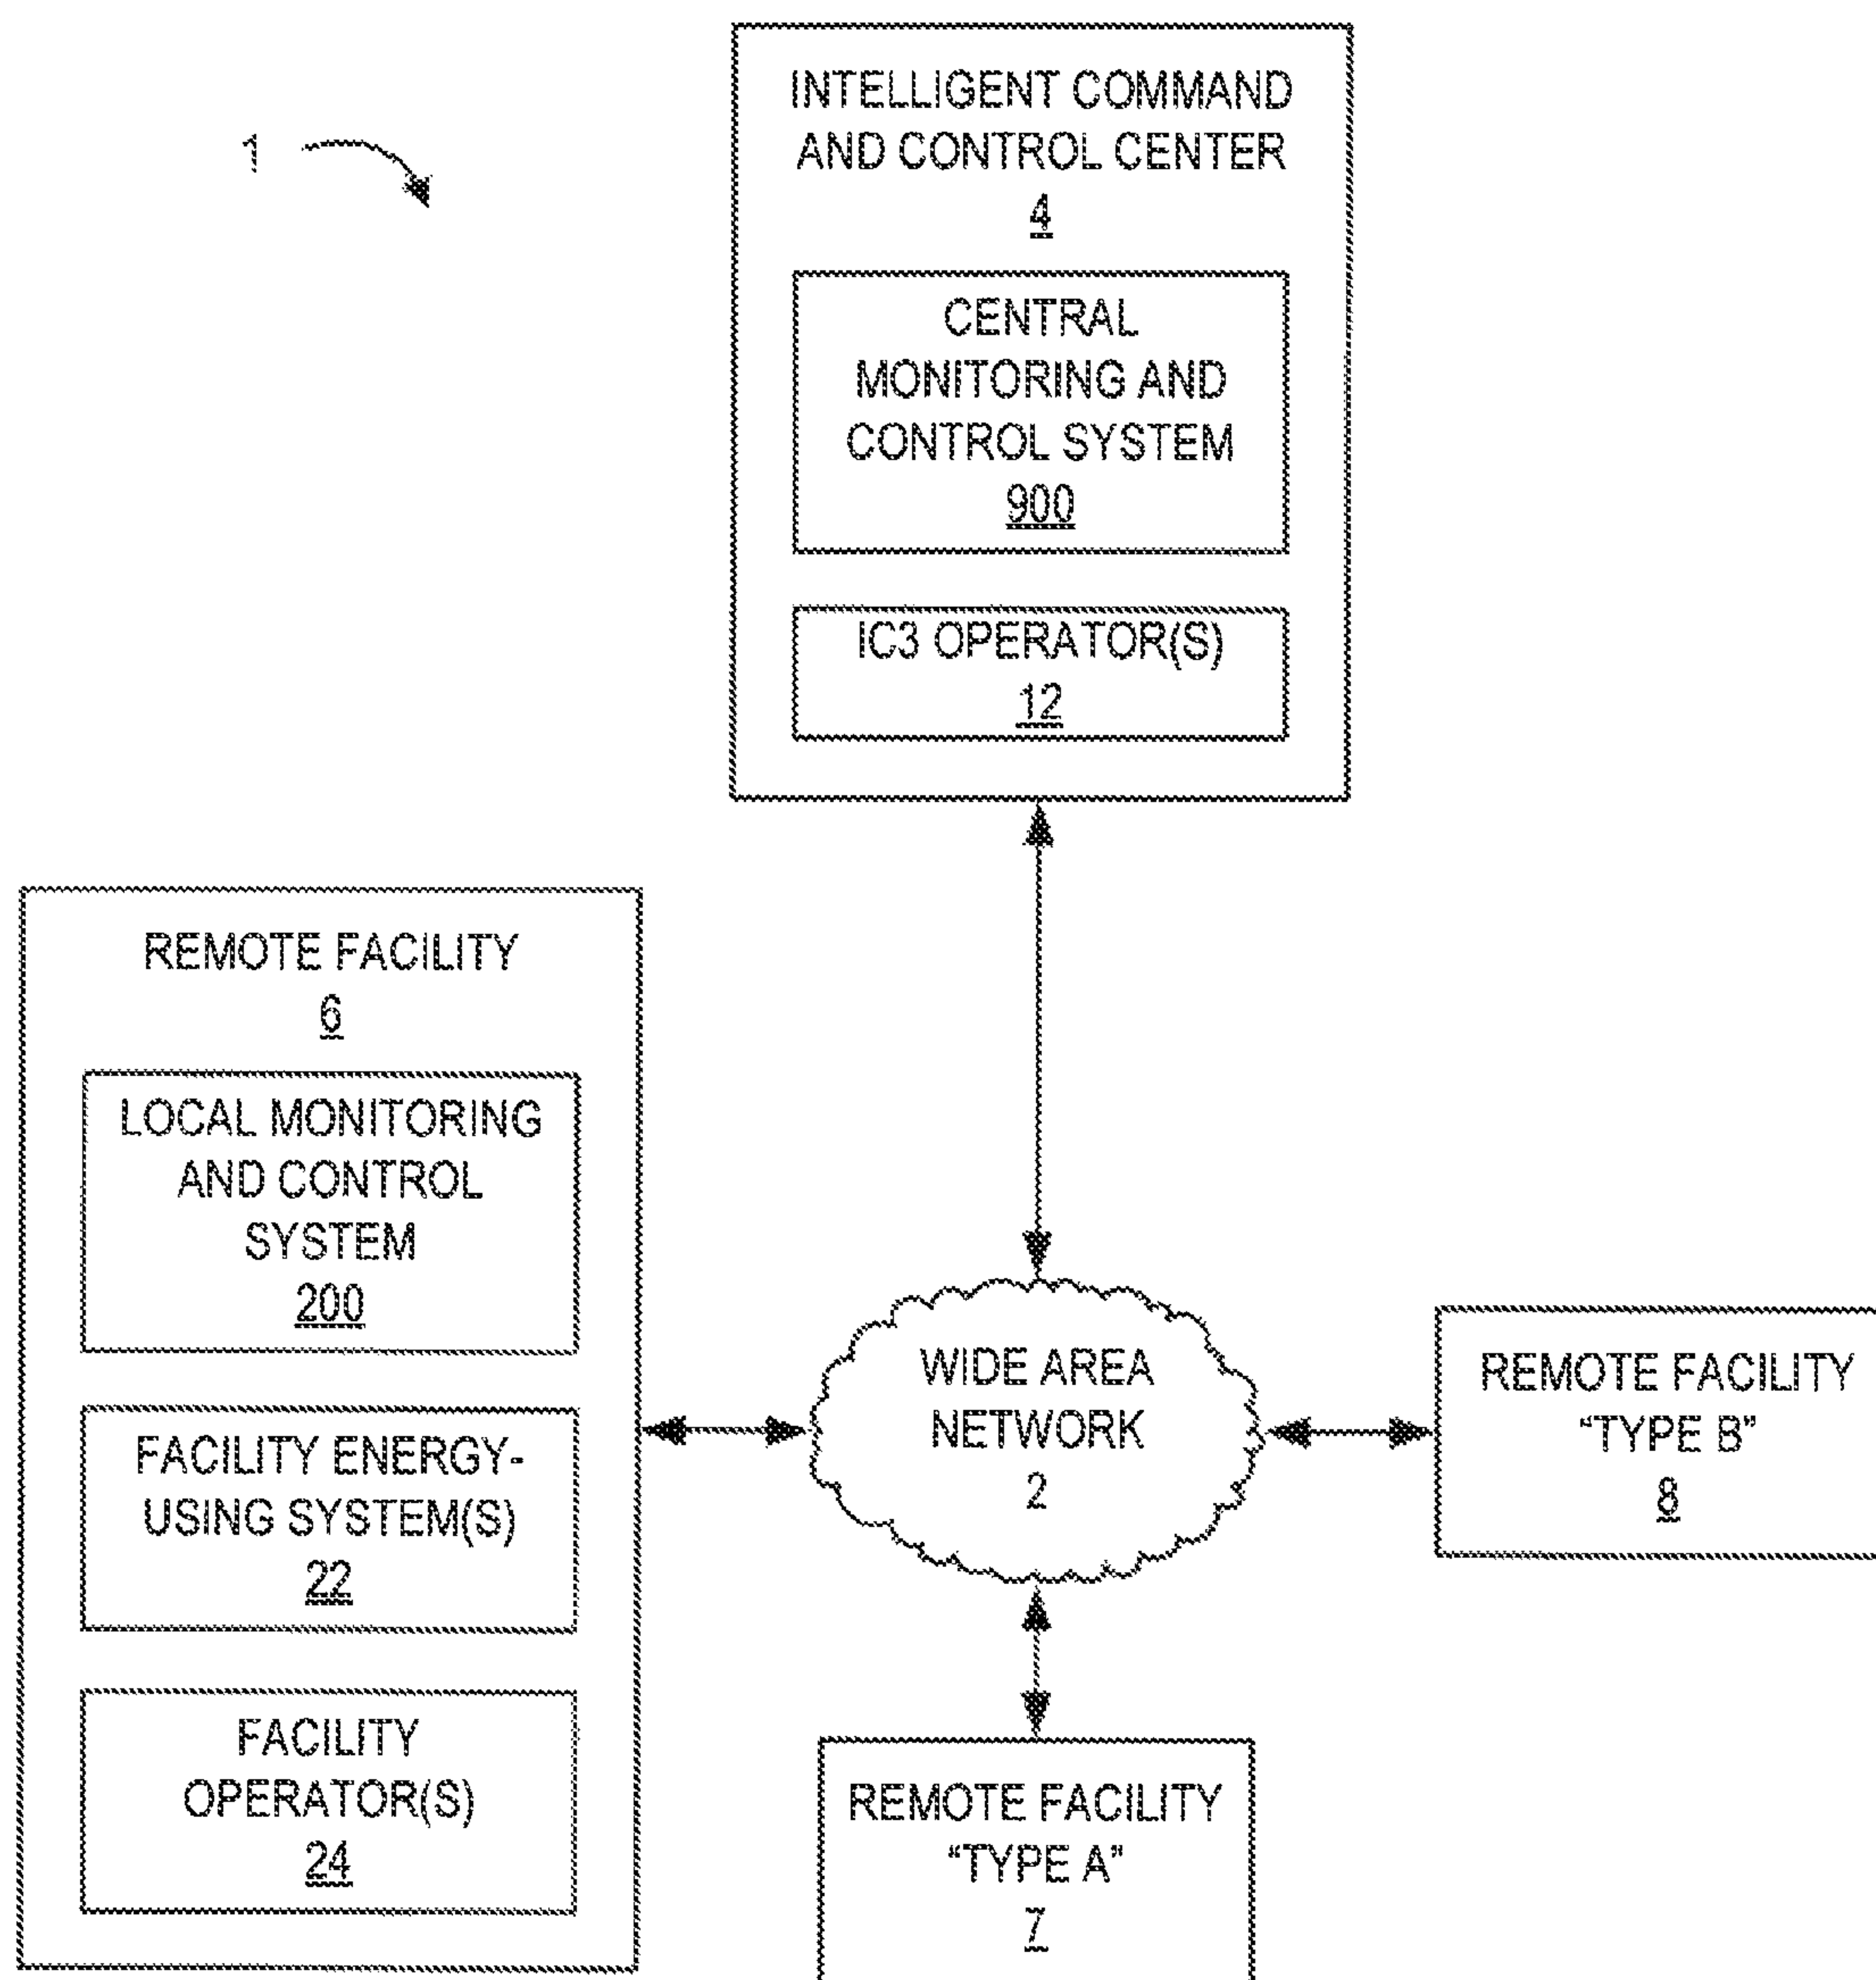 1
INTELLIGENT COMMAND
AND CONTROL CENTER
4
CENTRAL
MONITORING AND
CONTROL SYSTEM
900
IC3 OPERATOR(S)
12
REMOTE FACILITY
6
LOCAL MONITORING
AND CONTROL
SYSTEM
200
FACILITY ENERGY-
USING SYSTEM(S)
22
FACILITY
OPERATOR(S)
24
WIDE AREA
NETWORK
2
REMOTE FACILITY
“TYPE B”
8
REMOTE FACILITY
“TYPE A”
7